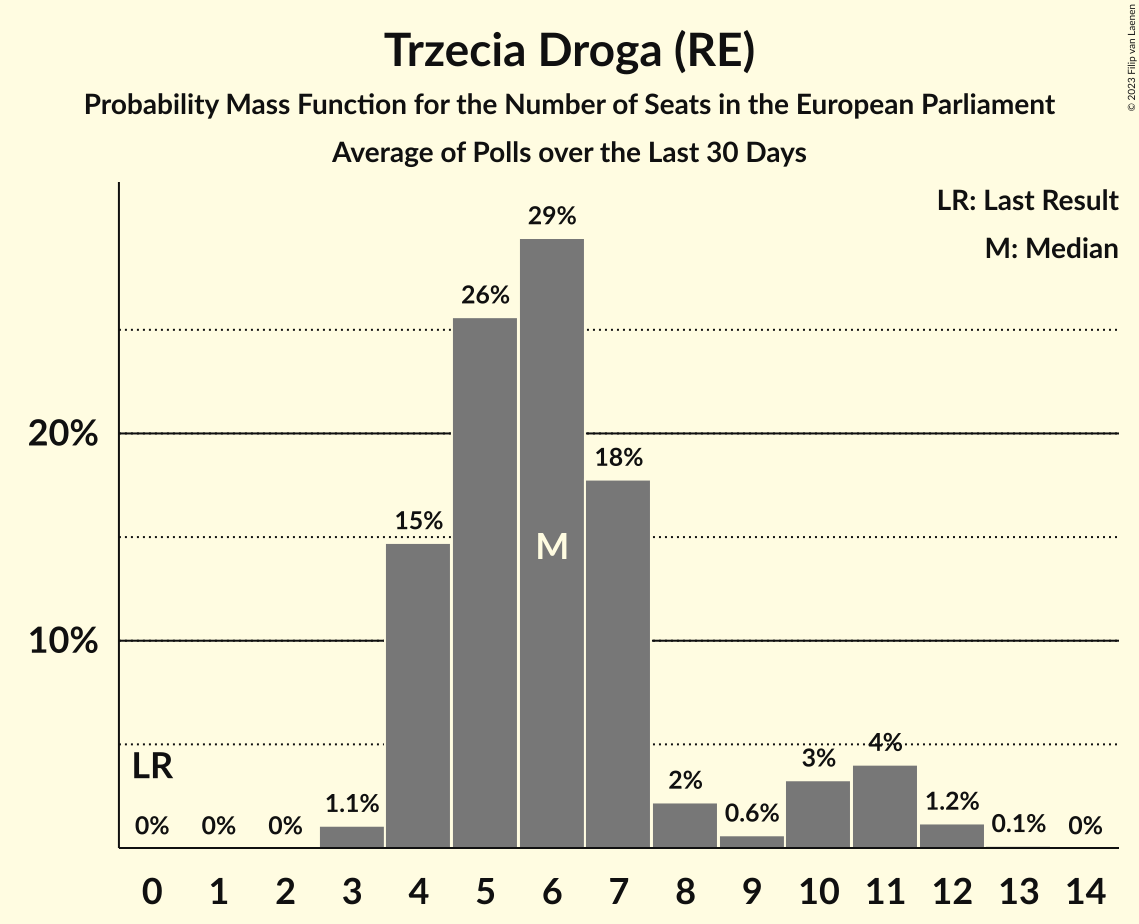 Trzecia Droga (RE)
Probability Mass Function for the Number of Seats in the European Parliament
Average of Polls over the Last 30 Days
© 2023 Filip van Laenen
LR: Last Result
M: Median
29%
26%
20%
18%
15%
M
10%
LR
4%
3%
2%
1.2%
1.1%
0.6%
0.1%
0% 0% 0% 0%
0 1 2 3 4 5 6 7 8 9 10 11 12 13 14